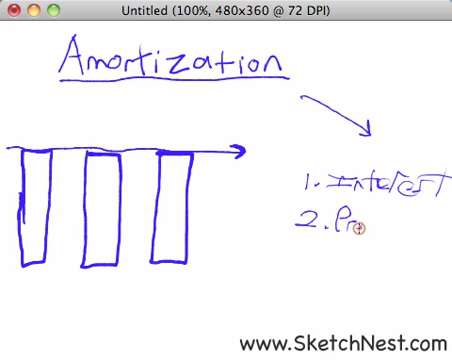 Untitled (100%, 480x360 @ 72 DPI)
Amortization
1. Interest
2. Pr
www.SketchNest.com